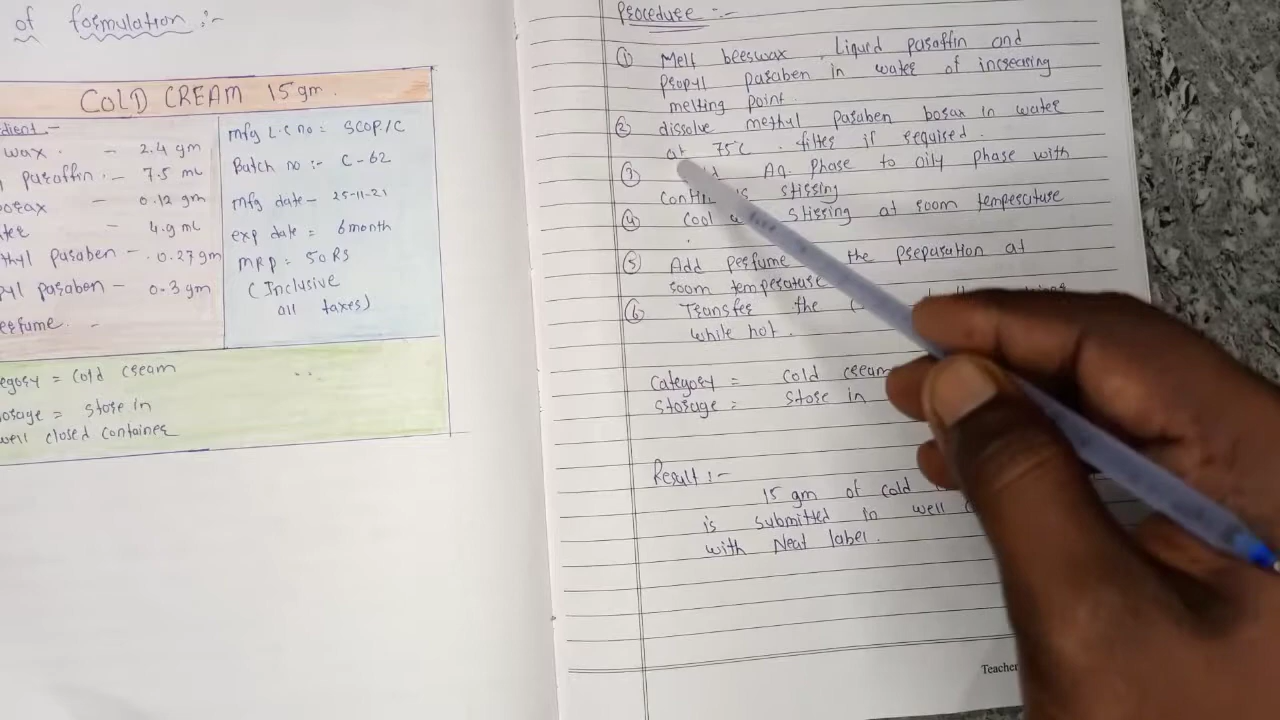 of formulation :-
COLD CREAM 15 gm.
dient -
wax. - 2.4 gm
paraffin. - 7.5 mL
borax - 0.12 gm
ter - 4.9 mL
thyl paraben - 0.27 gm
pyl paraben - 0.3 gm
erfume. -
mfg L.C no = SCOP/C
Batch no :- C-62
mfg date - 25-11-21
exp date = 6 month
MRP = 50 RS
(Inclusive
all taxes)
egory = cold cream
orage = store in
well closed container
Procedure :-
① Melt beeswax, Liqued paraffin and
propyl paraben in water of increasing
melting point.
② dissolve methyl paraben borax in water
at 75C. filter if required.
③ Aq. phase to oily phase with
stirring
④ cool stirring at room temperature
⑤ Add perfume the preparation at
room temperature
⑥ Transfer the
while hot.
category = cold cream
storage = store in
Result :-
15 gm of cold
is submitted in well
with Neat label.
Teacher